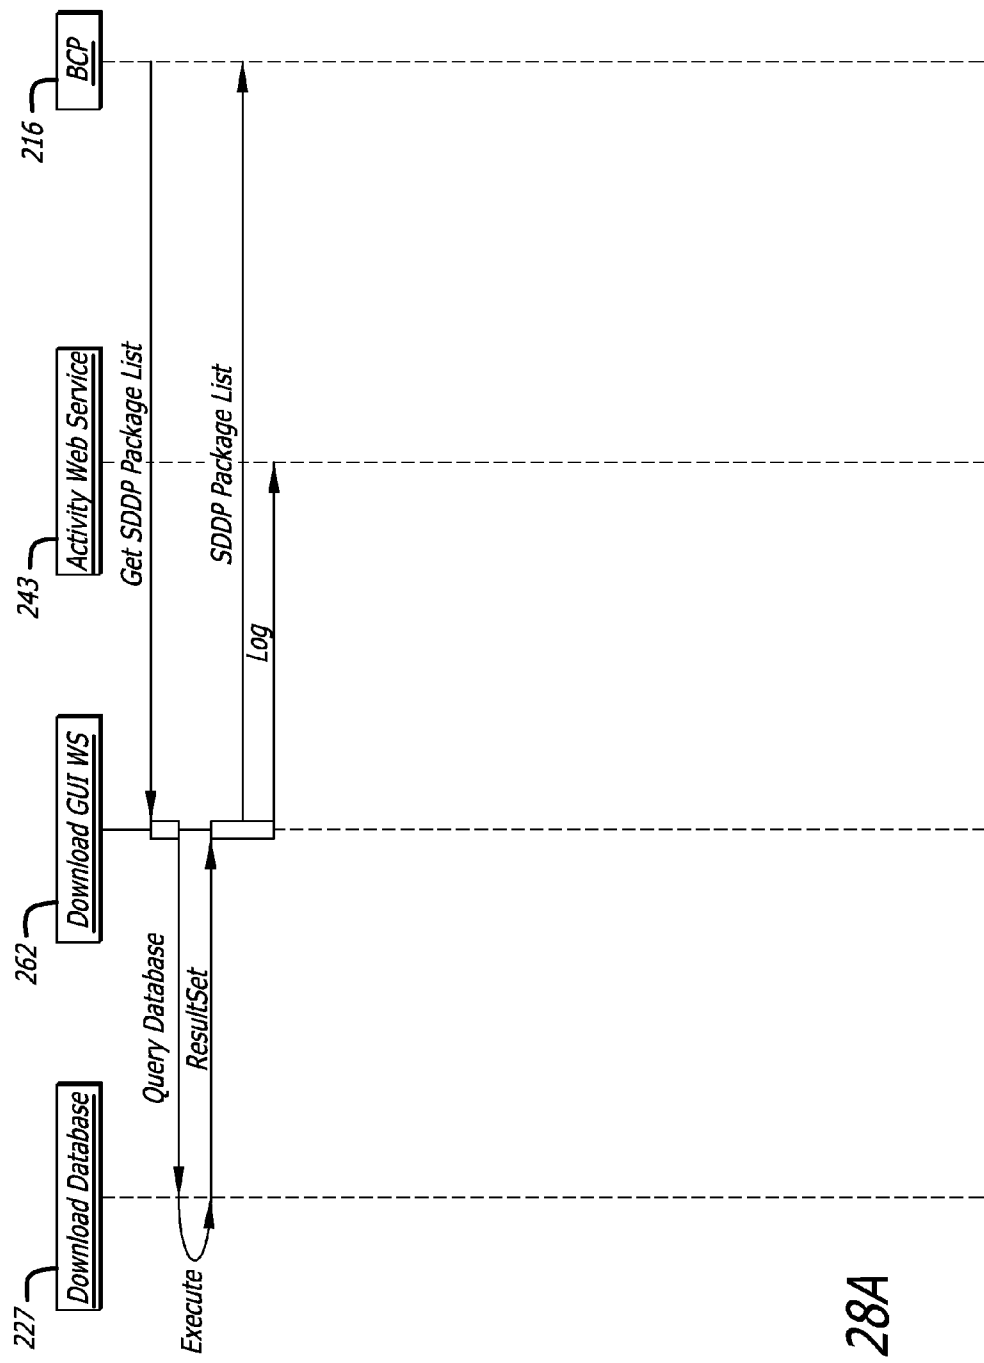 227
262
243
216
Download Database
Download GUI WS
Activity Web Service
BCP
Get SDDP Package List
Query Database
Execute
ResultSet
SDDP Package List
Log
28A